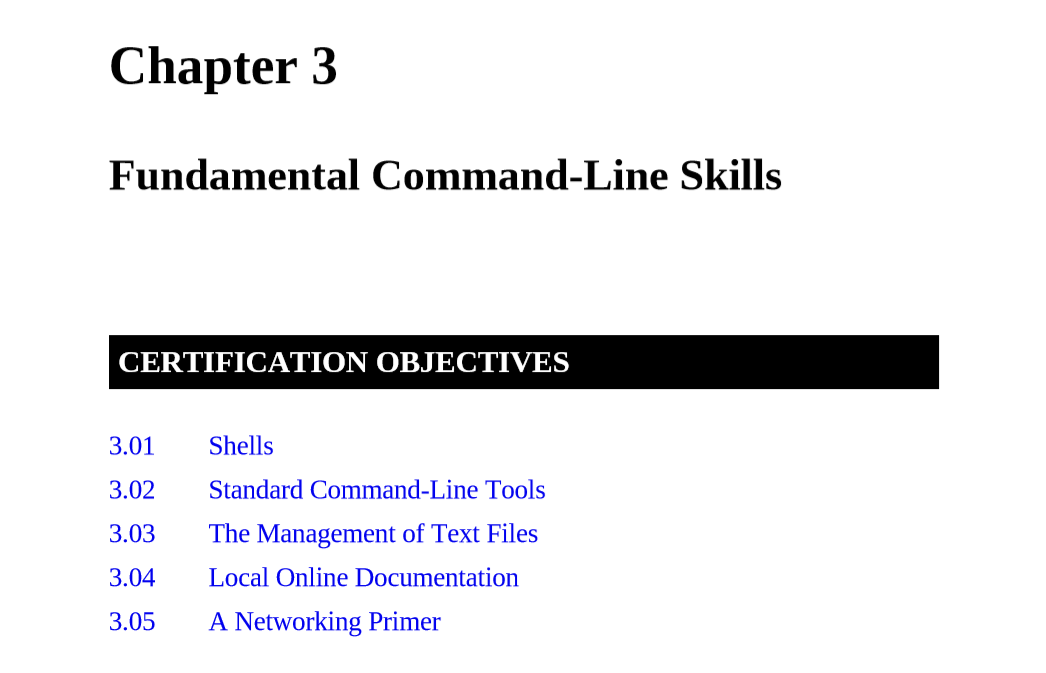 Chapter 3
Fundamental Command-Line Skills
CERTIFICATION OBJECTIVES
3.01 Shells
3.02 Standard Command-Line Tools
3.03 The Management of Text Files
3.04 Local Online Documentation
3.05 A Networking Primer